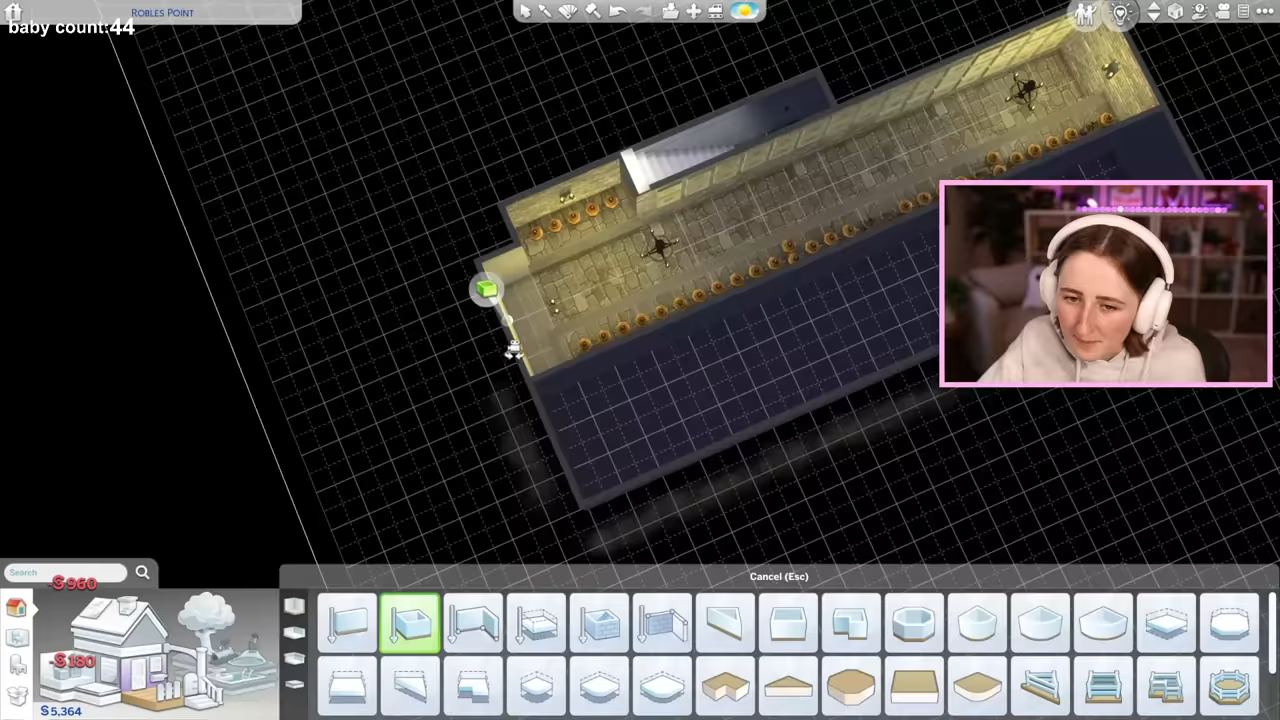 ROBLES POINT
baby count:44
Cancel (Esc)
Search
-§960
-§180
§5,364